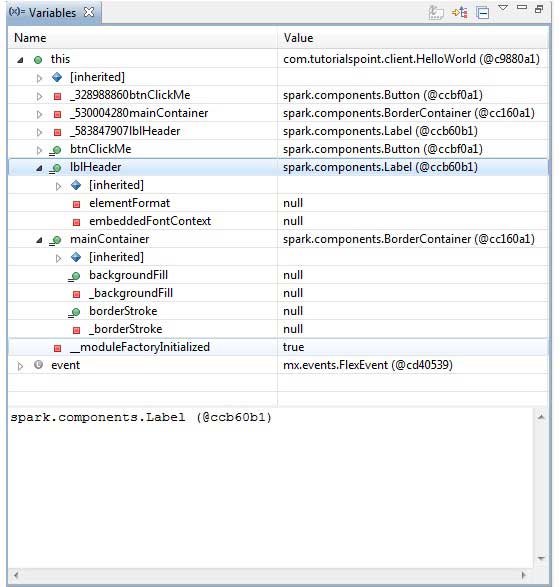 (x)= Variables
Name Value
this com.tutorialspoint.client.HelloWorld (@c9880a1)
[inherited]
_328988860btnClickMe spark.components.Button (@ccbf0a1)
_530004280mainContainer spark.components.BorderContainer (@cc160a1)
_583847907lblHeader spark.components.Label (@ccb60b1)
btnClickMe spark.components.Button (@ccbf0a1)
lblHeader spark.components.Label (@ccb60b1)
[inherited]
elementFormat null
embeddedFontContext null
mainContainer spark.components.BorderContainer (@cc160a1)
[inherited]
backgroundFill null
_backgroundFill null
borderStroke null
_borderStroke null
__moduleFactoryInitialized true
event mx.events.FlexEvent (@cd40539)
spark.components.Label (@ccb60b1)